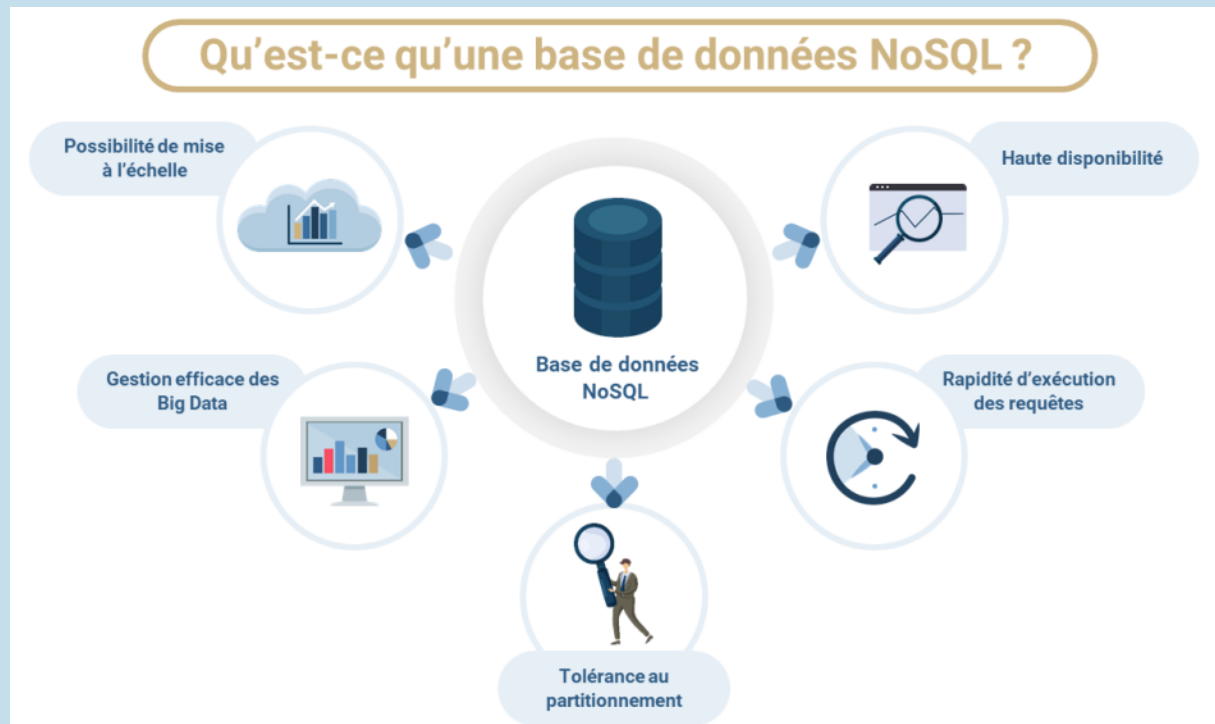 Qu’est-ce qu’une base de données NoSQL ?
Possibilité de mise
à l’échelle
Haute disponibilité
Base de données
NoSQL
Gestion efficace des
Big Data
Rapidité d’exécution
des requêtes
Tolérance au
partitionnement